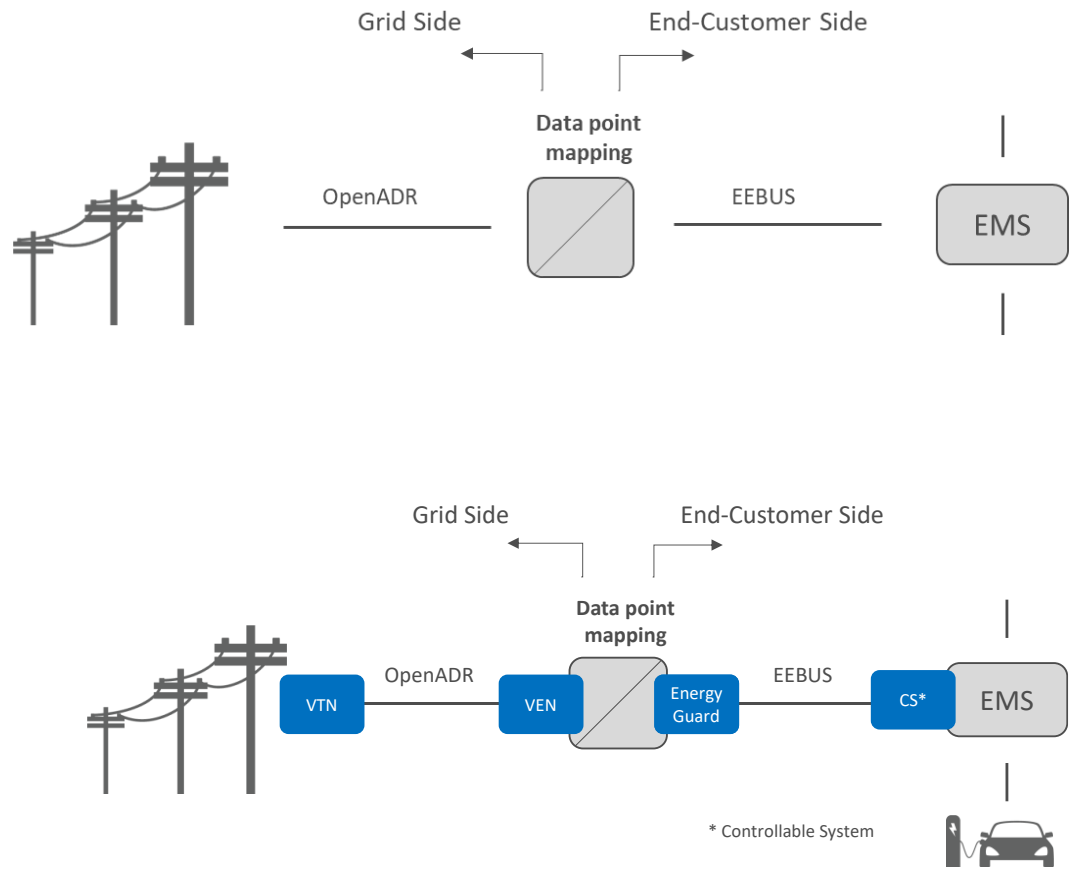 Grid Side
End-Customer Side
Data point
mapping
OpenADR
EEBUS
EMS
Grid Side
End-Customer Side
Data point
mapping
OpenADR
EEBUS
VTN
VEN
Energy
Guard
CS*
EMS
* Controllable System